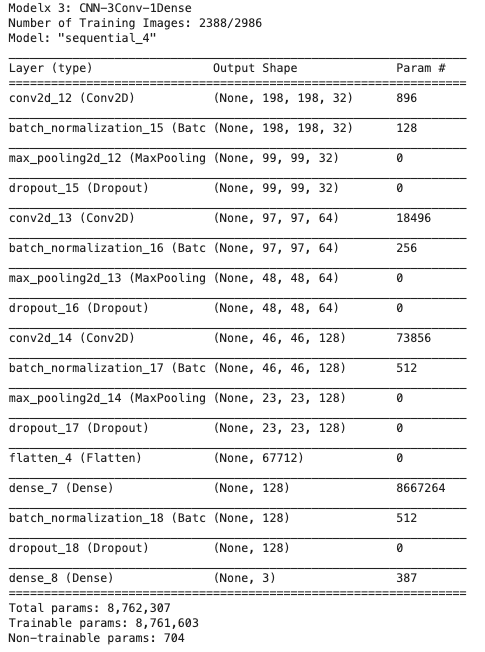 Modelx 3: CNN-3Conv-1Dense
Number of Training Images: 2388/2986
Model: "sequential_4"
Layer (type) Output Shape Param #
conv2d_12 (Conv2D) (None, 198, 198, 32) 896
batch_normalization_15 (Batc (None, 198, 198, 32) 128
max_pooling2d_12 (MaxPooling (None, 99, 99, 32) 0
dropout_15 (Dropout) (None, 99, 99, 32) 0
conv2d_13 (Conv2D) (None, 97, 97, 64) 18496
batch_normalization_16 (Batc (None, 97, 97, 64) 256
max_pooling2d_13 (MaxPooling (None, 48, 48, 64) 0
dropout_16 (Dropout) (None, 48, 48, 64) 0
conv2d_14 (Conv2D) (None, 46, 46, 128) 73856
batch_normalization_17 (Batc (None, 46, 46, 128) 512
max_pooling2d_14 (MaxPooling (None, 23, 23, 128) 0
dropout_17 (Dropout) (None, 23, 23, 128) 0
flatten_4 (Flatten) (None, 67712) 0
dense_7 (Dense) (None, 128) 8667264
batch_normalization_18 (Batc (None, 128) 512
dropout_18 (Dropout) (None, 128) 0
dense_8 (Dense) (None, 3) 387
Total params: 8,762,307
Trainable params: 8,761,603
Non-trainable params: 704